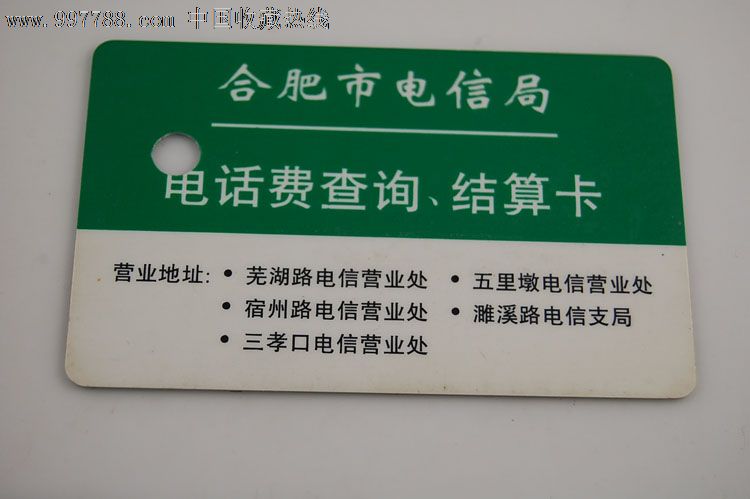 www.997788.com 中国收藏热线
合肥市电信局
电话费查询、结算卡
营业地址: • 芜湖路电信营业处 • 五里墩电信营业处
• 宿州路电信营业处 • 濉溪路电信支局
• 三孝口电信营业处